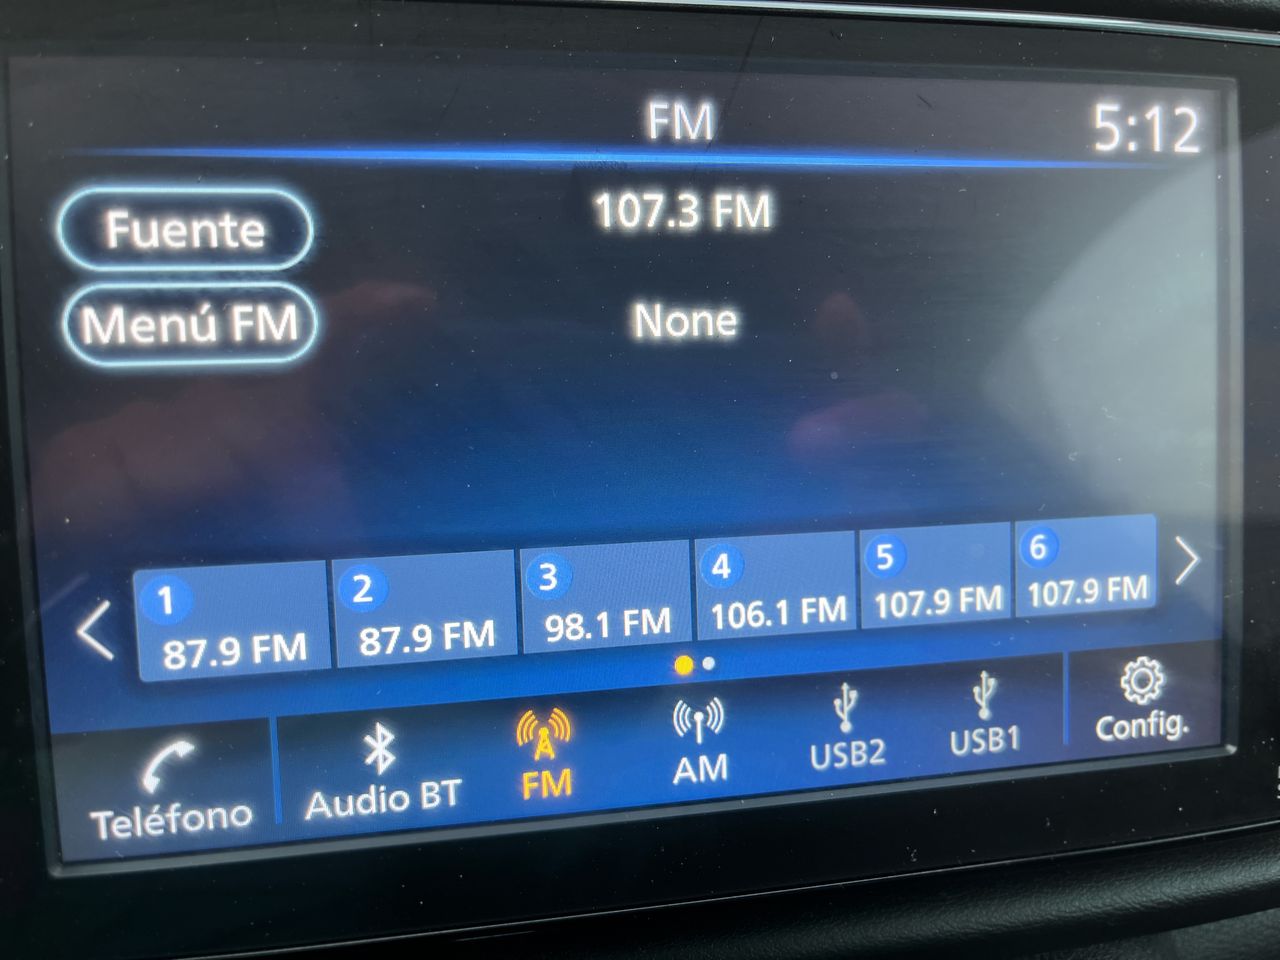 FM
5:12
Fuente
107.3 FM
Menú FM
None
1
87.9 FM
2
87.9 FM
3
98.1 FM
4
106.1 FM
5
107.9 FM
6
107.9 FM
Teléfono
Audio BT
FM
AM
USB2
USB1
Config.